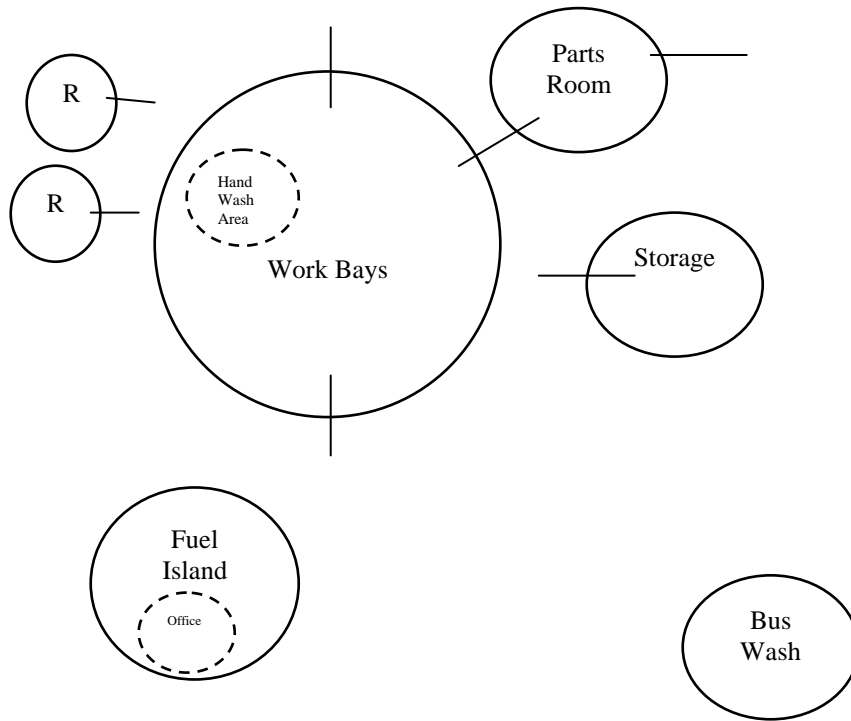 Parts
Room
R
Hand
Wash
Area
R
Work Bays
Storage
Fuel
Island
Office
Bus
Wash